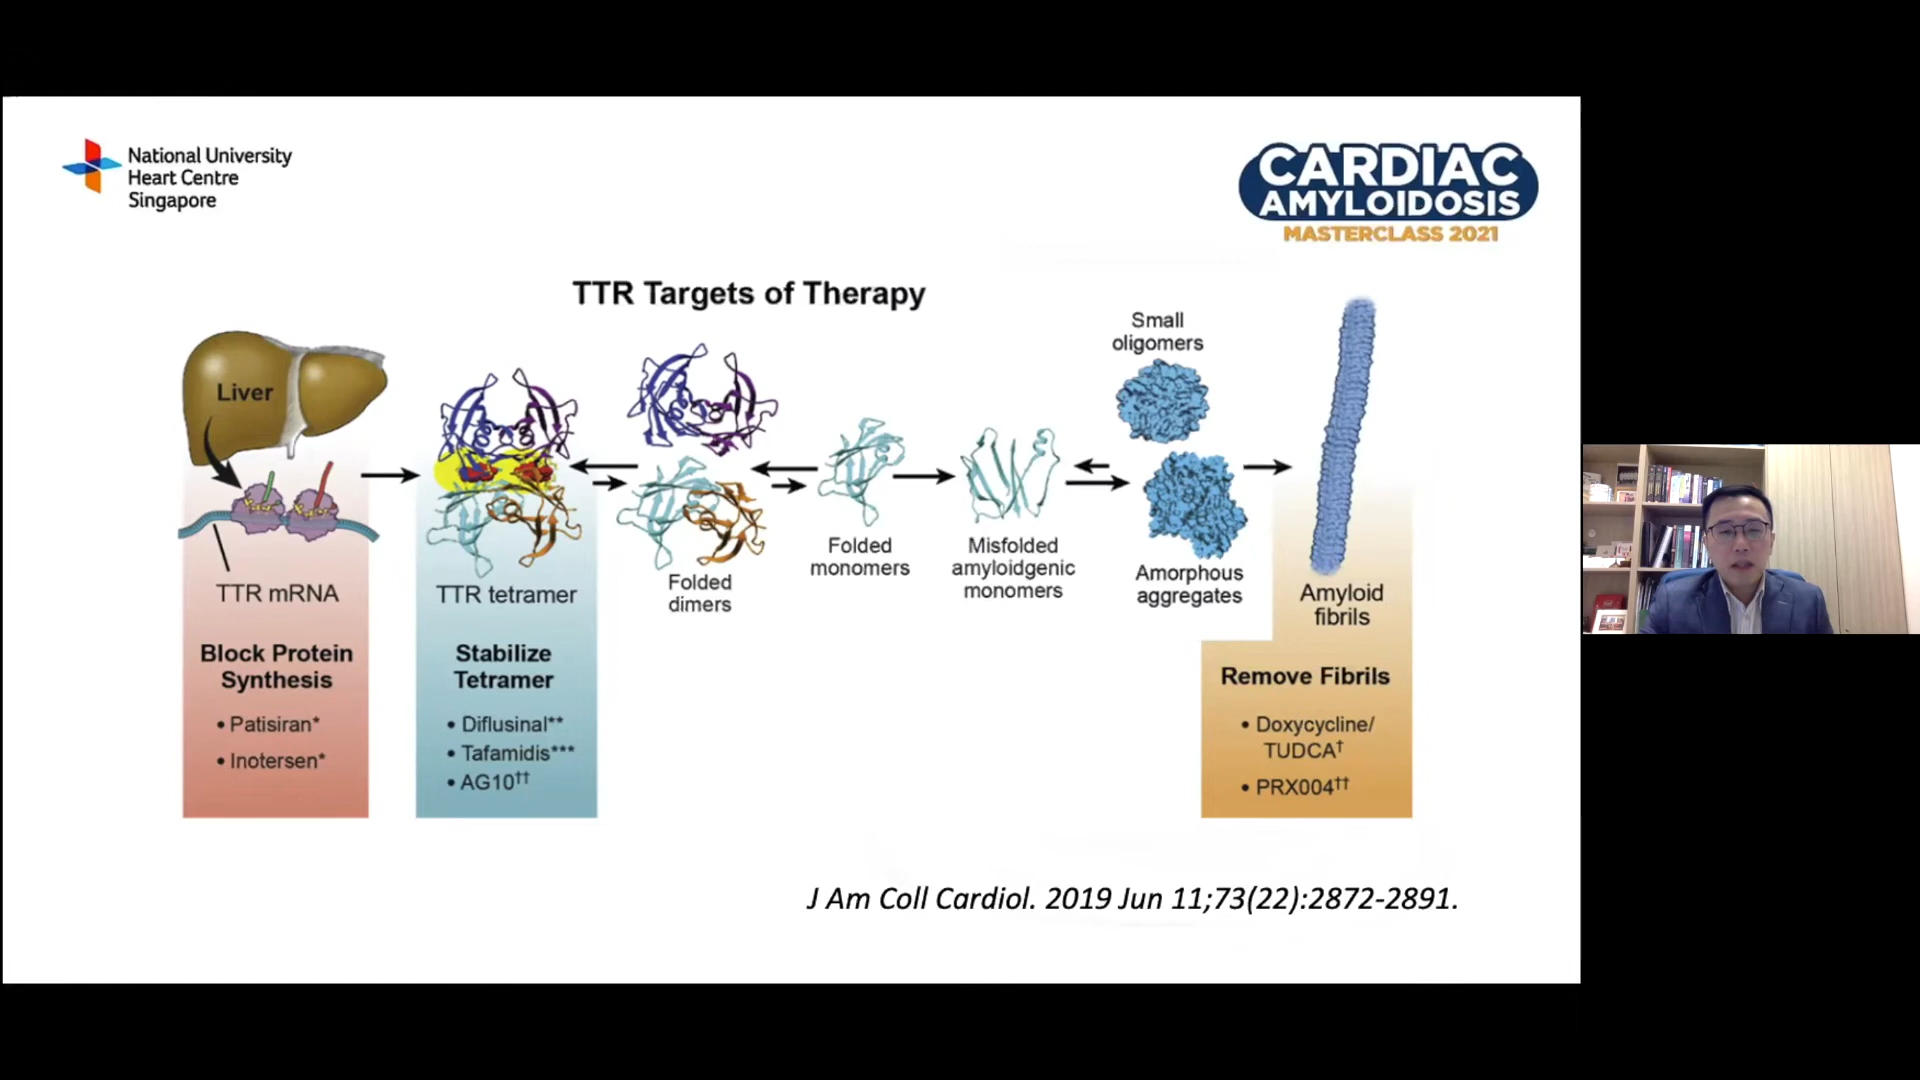 National University
Heart Centre
Singapore
CARDIAC
AMYLOIDOSIS
MASTERCLASS 2021
TTR Targets of Therapy
Liver
TTR mRNA
Block Protein
Synthesis
• Patisiran*
• Inotersen*
TTR tetramer
Stabilize
Tetramer
• Diflusinal**
• Tafamidis***
• AG10††
Folded
dimers
Folded
monomers
Misfolded
amyloidgenic
monomers
Small
oligomers
Amorphous
aggregates
Amyloid
fibrils
Remove Fibrils
• Doxycycline/
TUDCA†
• PRX004††
J Am Coll Cardiol. 2019 Jun 11;73(22):2872-2891.